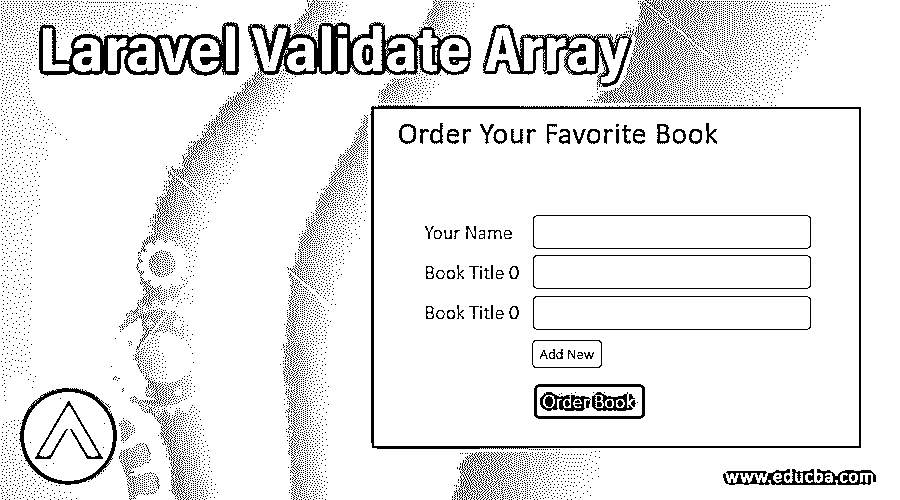 Laravel Validate Array
Order Your Favorite Book
Your Name
Book Title 0
Book Title 0
Add New
Order Book
www.educba.com